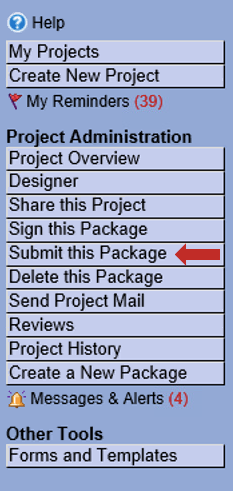 Help
My Projects
Create New Project
My Reminders (39)
Project Administration
Project Overview
Designer
Share this Project
Sign this Package
Submit this Package
Delete this Package
Send Project Mail
Reviews
Project History
Create a New Package
Messages & Alerts (4)
Other Tools
Forms and Templates